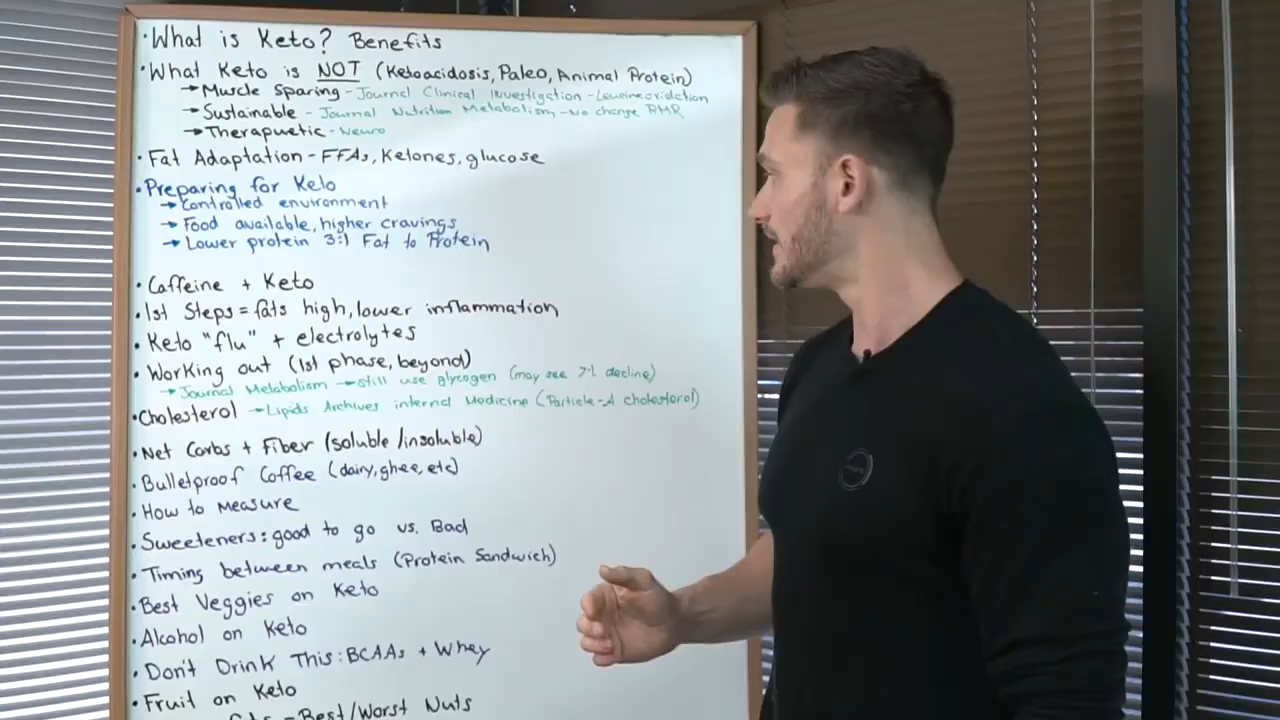 • What is Keto? Benefits
• What Keto is NOT (Ketoacidosis, Paleo, Animal Protein)
→ Muscle Sparing - Journal Clinical Investigation - Leucine oxidation
→ Sustainable - Journal Nutrition Metabolism - No change RMR
→ Therapuetic - Neuro
• Fat Adaptation - FFAs, Ketones, glucose
• Preparing for Keto
→ Controlled environment
→ Food available, higher cravings
→ Lower protein 3:1 Fat to Protein
• Caffeine + Keto
• 1st Steps = fats high, lower inflammation
• Keto "flu" + electrolytes
• Working out (1st phase, beyond)
→ Journal Metabolism → still use glycogen (may see 7% decline)
• Cholesterol → Lipids Archives internal Medicine (Particle-A cholesterol)
• Net Carbs + Fiber (soluble/insoluble)
• Bulletproof Coffee (dairy, ghee, etc)
• How to Measure
• Sweeteners: good to go vs. Bad
• Timing between meals (Protein Sandwich)
• Best Veggies on Keto
• Alcohol on Keto
• Don't Drink This: BCAAs + Whey
• Fruit on Keto
- Best/Worst Nuts